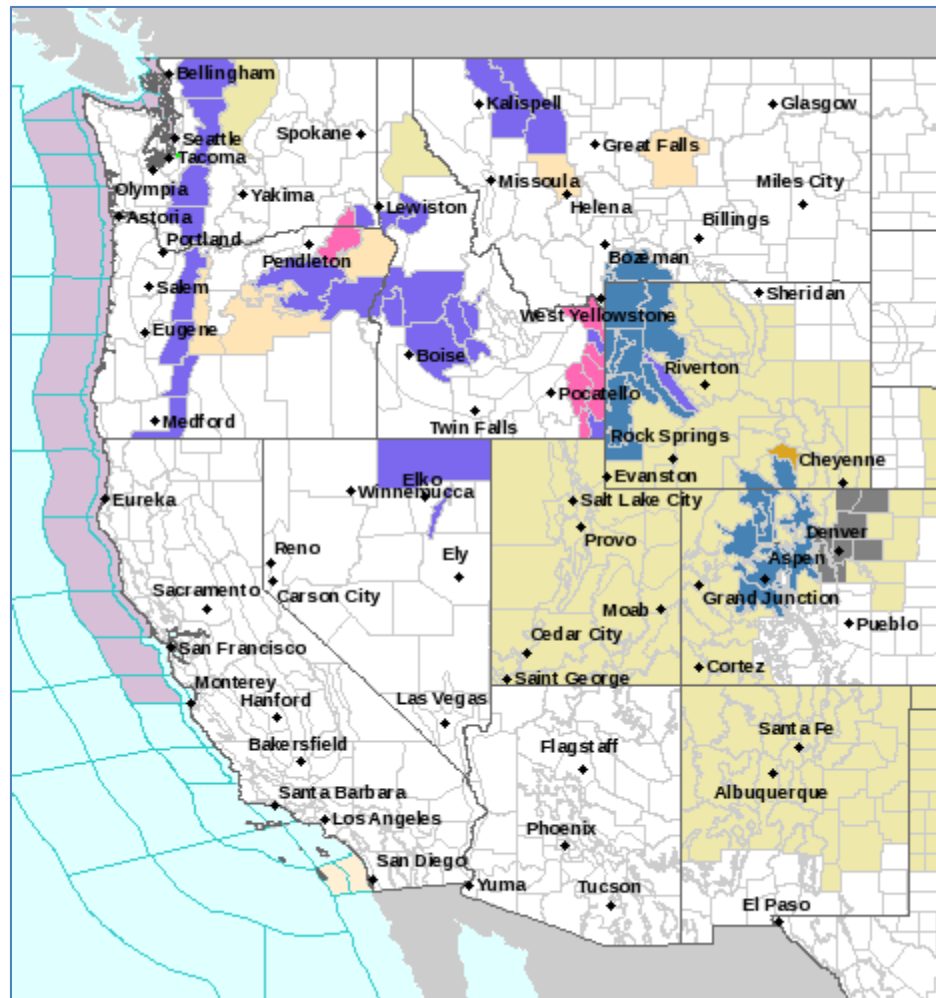 Bellingham
Kalispell
Glasgow
Spokane
Seattle
Great Falls
Tacoma
Missoula
Miles City
Olympia
Yakima
Lewiston
Helena
Astoria
Billings
Portland
Pendleton
Bozeman
Salem
Sheridan
West Yellowstone
Eugene
Boise
Riverton
Pocatello
Medford
Twin Falls
Rock Springs
Cheyenne
Elko
Evanston
Winnemucca
Eureka
Salt Lake City
Denver
Provo
Reno
Ely
Aspen
Sacramento
Carson City
Grand Junction
Moab
Pueblo
Cedar City
San Francisco
Cortez
Saint George
Monterey
Las Vegas
Hanford
Santa Fe
Bakersfield
Flagstaff
Albuquerque
Santa Barbara
Los Angeles
Phoenix
San Diego
Yuma
Tucson
El Paso